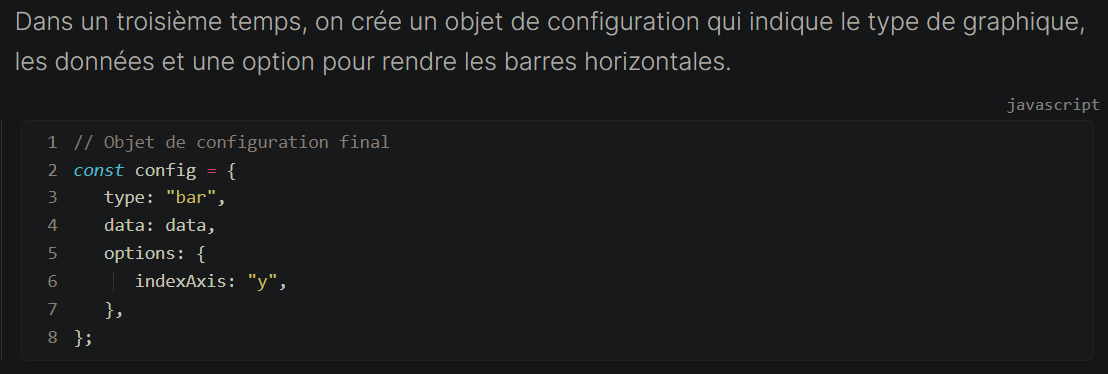 Dans un troisième temps, on crée un objet de configuration qui indique le type de graphique,
les données et une option pour rendre les barres horizontales.
javascript
1 // Objet de configuration final
2 const config = {
3    type: "bar",
4    data: data,
5    options: {
6       indexAxis: "y",
7    },
8 };